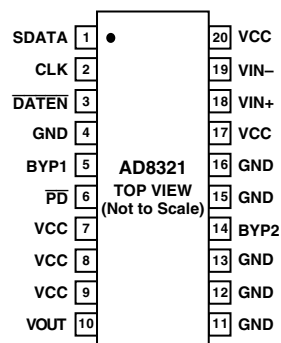 SDATA 1 20 VCC
CLK 2 19 VIN–
DATEN 3 18 VIN+
GND 4 17 VCC
BYP1 5 16 GND
AD8321
PD 6 TOP VIEW 15 GND
(Not to Scale)
VCC 7 14 BYP2
VCC 8 13 GND
VCC 9 12 GND
VOUT 10 11 GND